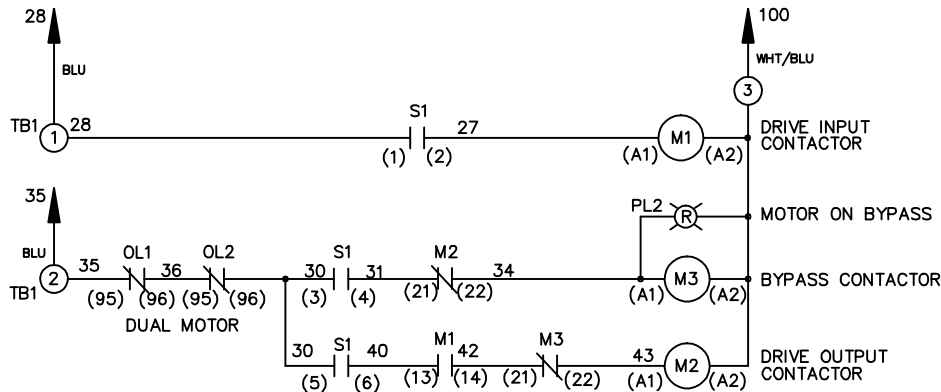 28
100
BLU
WHT/BLU
3
TB1 1 28 S1 27 M1 DRIVE INPUT
(1) (2) (A1) (A2) CONTACTOR
35
PL2 R MOTOR ON BYPASS
BLU
2 35 OL1 36 OL2 30 S1 31 M2 34 M3 BYPASS CONTACTOR
TB1 (95) (96) (95) (96) (3) (4) (21) (22) (A1) (A2)
DUAL MOTOR
30 S1 40 M1 42 M3 43 M2 DRIVE OUTPUT
(5) (6) (13) (14) (21) (22) (A1) (A2) CONTACTOR